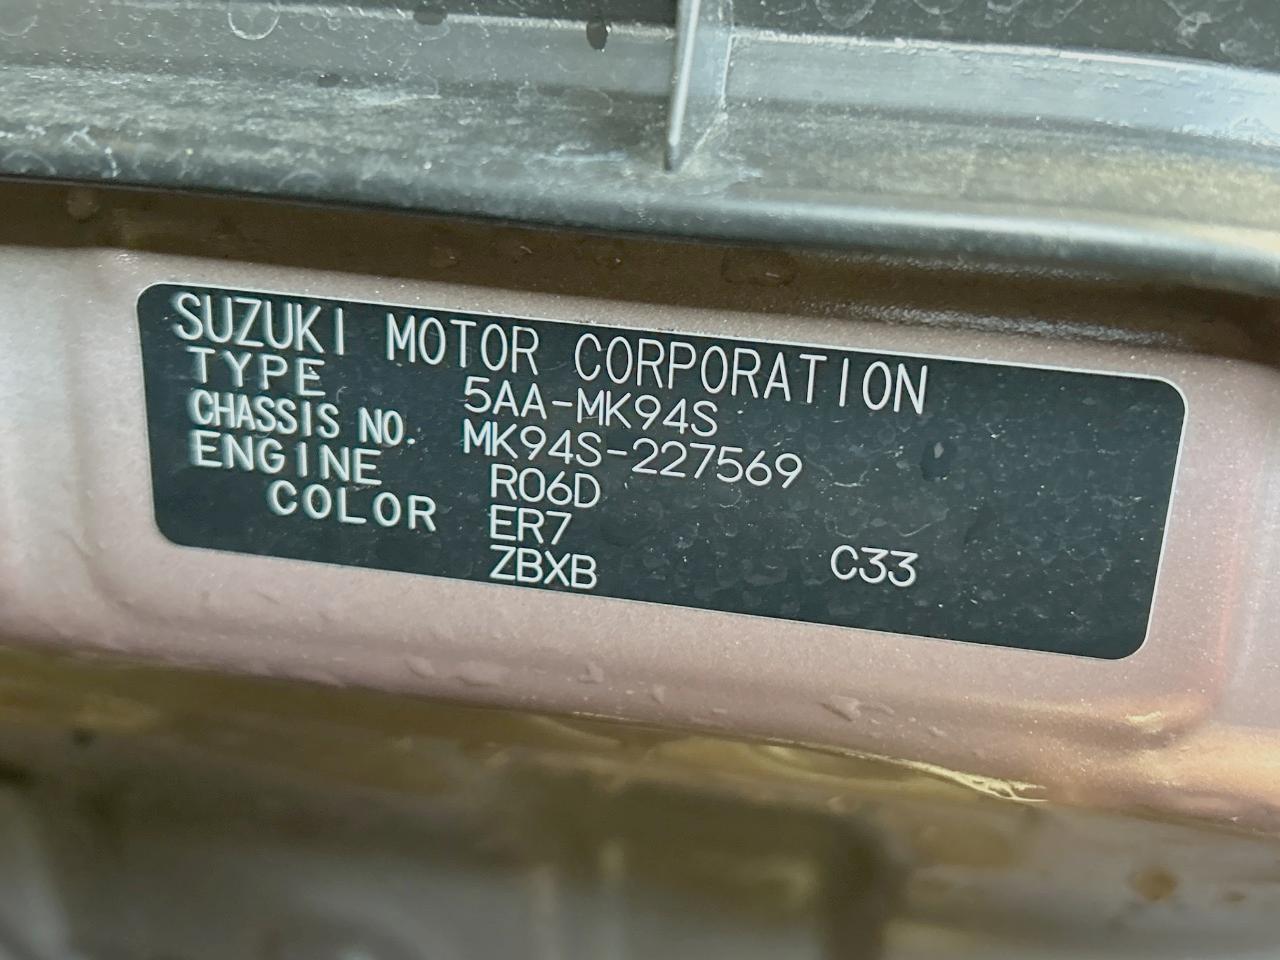 SUZUKI MOTOR CORPORATION
TYPE 5AA-MK94S
CHASSIS NO. MK94S-227569
ENGINE R06D
COLOR ER7
ZBXB C33